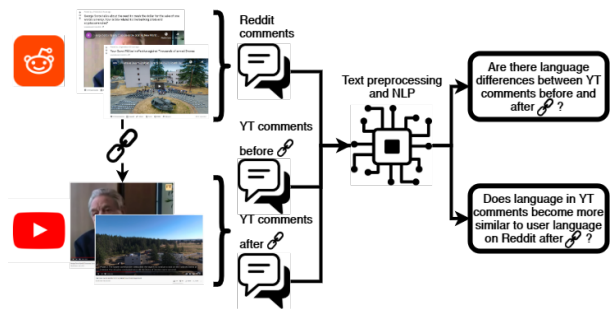 Reddit
comments
YT comments
before
YT comments
after
Text preprocessing
and NLP
Are there language
differences between YT
comments before and
after ?
Does language in YT
comments become more
similar to user language
on Reddit after ?